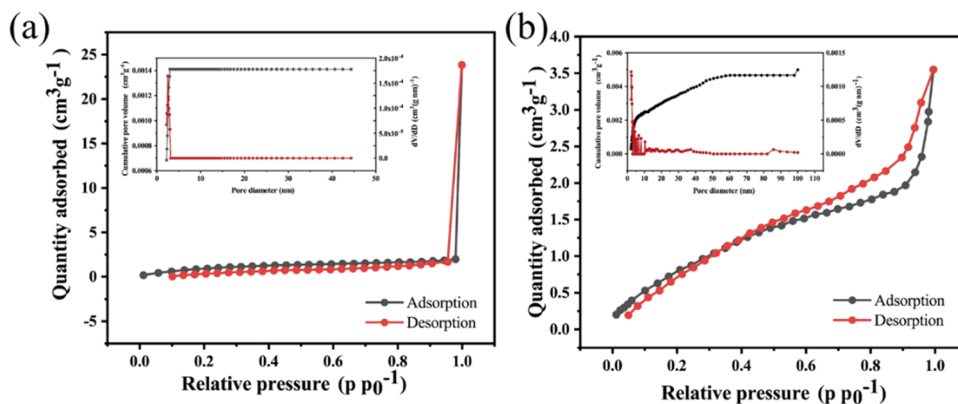 (a)
Quantity adsorbed (cm³g⁻¹)
25
20
15
10
5
0
-5
0.0 0.2 0.4 0.6 0.8 1.0
Relative pressure (p p0⁻¹)
Adsorption
Desorption
Cumulative pore volume (cm³g⁻¹)
0.0014
0.0012
0.0010
0.0008
0.0006
0 10 20 30 40 50
Pore diameter (nm)
2.0x10⁻⁴
1.5x10⁻⁴
1.0x10⁻⁴
0.0
dV/dD (cm³(g nm)⁻¹)
(b)
Quantity adsorbed (cm³g⁻¹)
4.0
3.5
3.0
2.5
2.0
1.5
1.0
0.5
0.0
0.0 0.2 0.4 0.6 0.8 1.0
Relative pressure (p p0⁻¹)
Adsorption
Desorption
Cumulative pore volume (cm³g⁻¹)
0.006
0.004
0.002
0.000
0 10 20 30 40 50 60 70 80 90 100 110
Pore diameter (nm)
0.0015
0.0010
0.0005
0.0000
dV/dD (cm³(g nm)⁻¹)